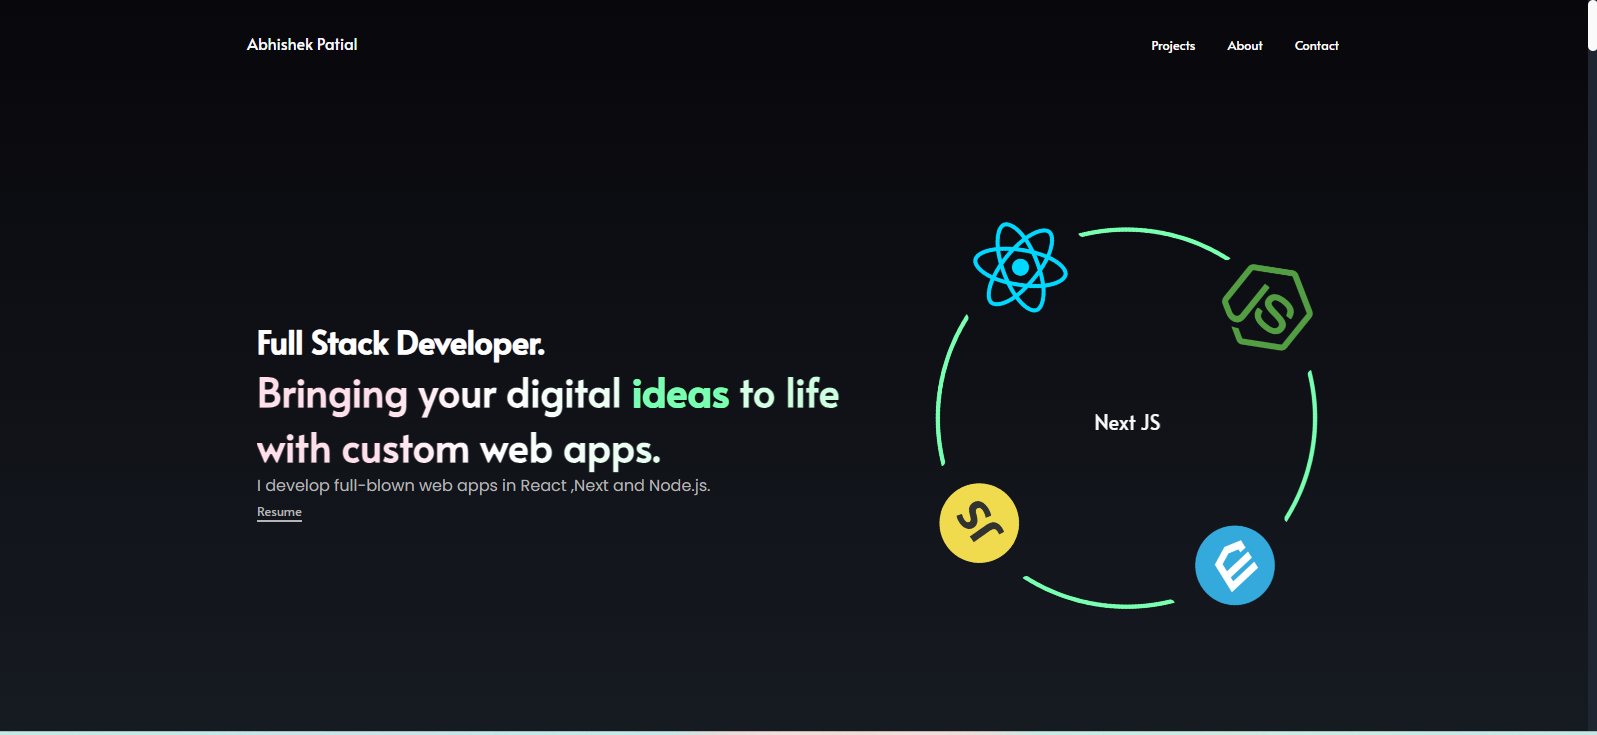 Abhishek Patial
Projects
About
Contact
Full Stack Developer.
Bringing your digital ideas to life
with custom web apps.
I develop full-blown web apps in React ,Next and Node.js.
Resume
JS
Next JS
JS